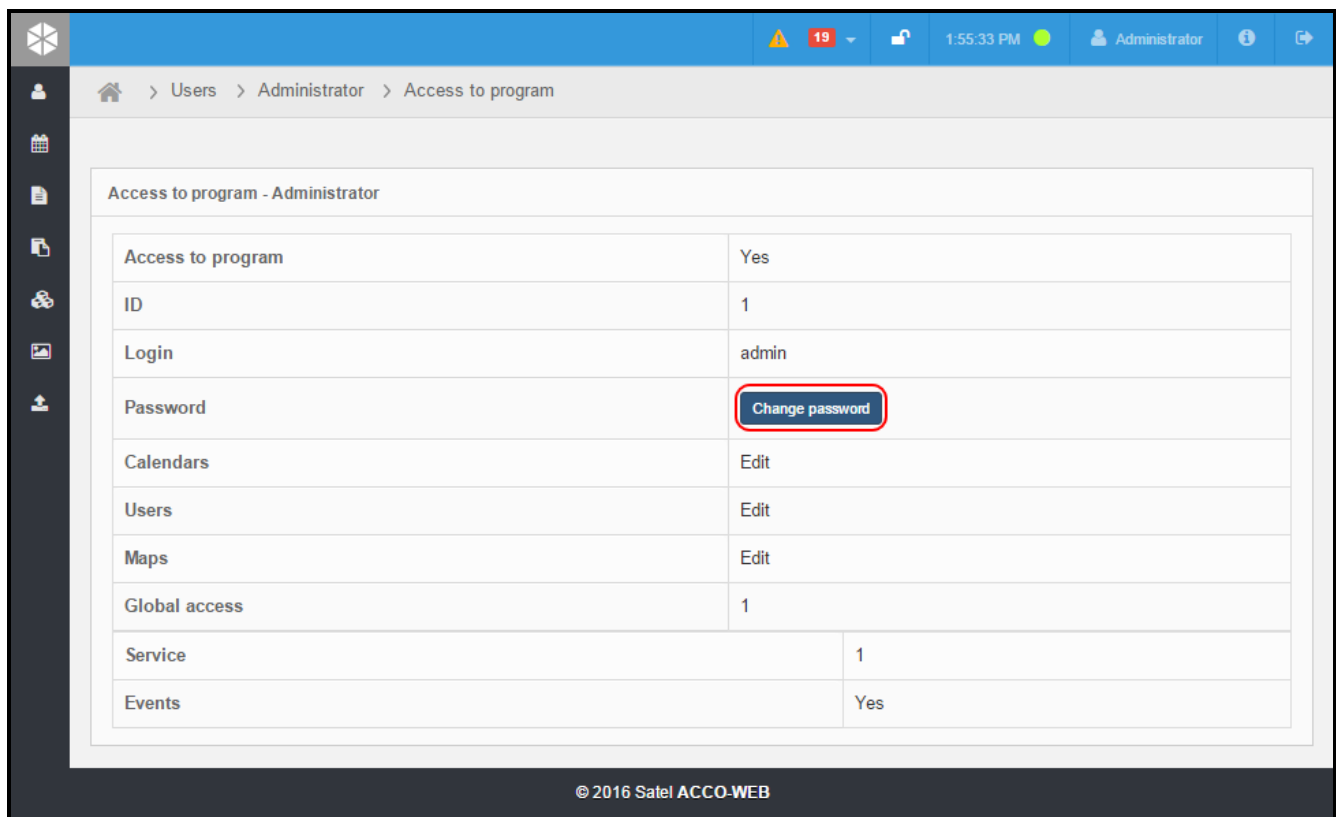 19 1:55:33 PM Administrator
> Users > Administrator > Access to program
Access to program - Administrator
Access to program Yes
ID 1
Login admin
Password Change password
Calendars Edit
Users Edit
Maps Edit
Global access 1
Service 1
Events Yes
© 2016 Satel ACCO-WEB